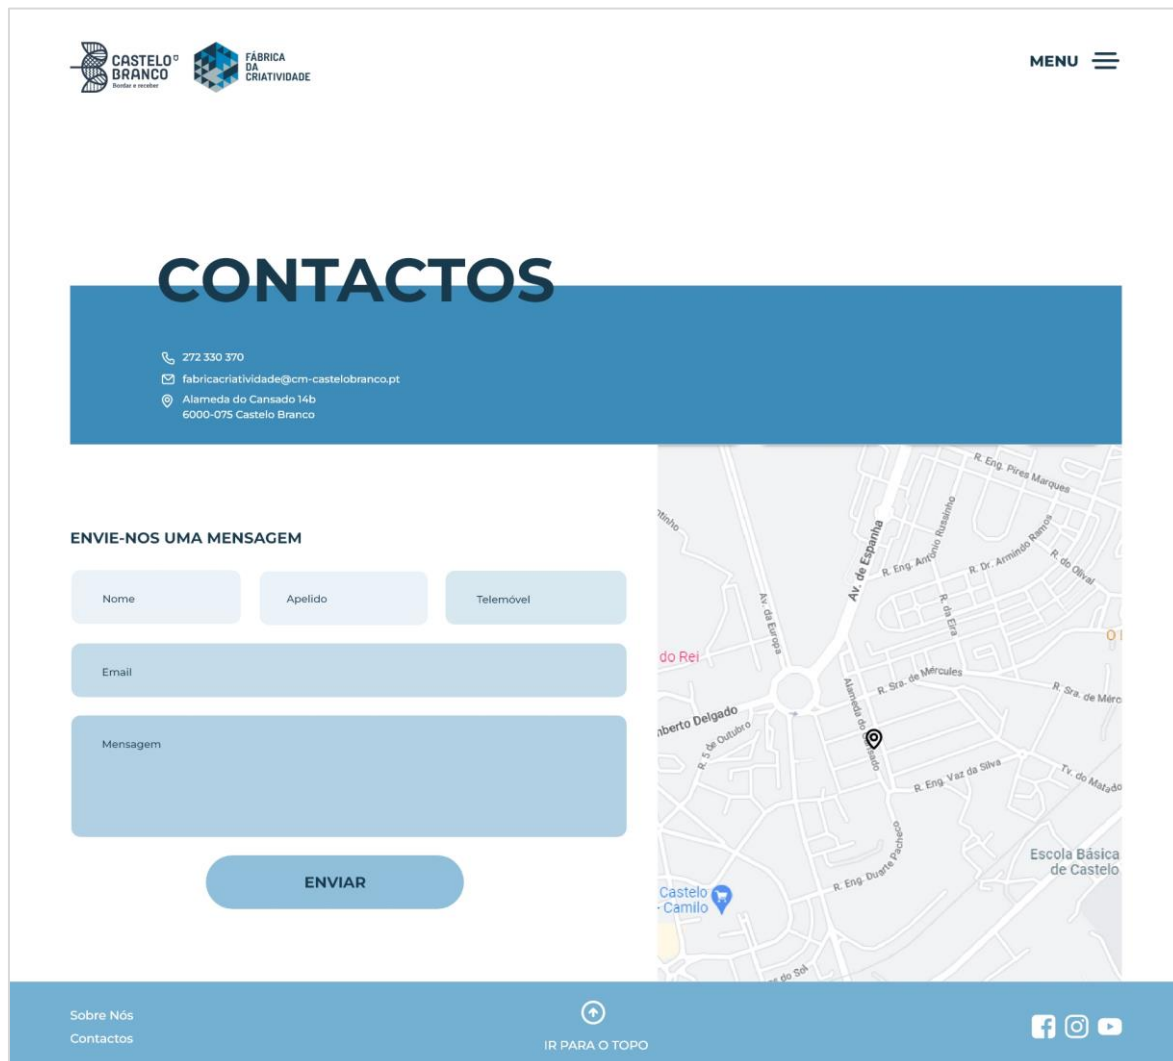 CASTELO
BRANCO
Bordar e receber
FÁBRICA
DA
CRIATIVIDADE
MENU
CONTACTOS
272 330 370
fabricacriatividade@cm-castelobranco.pt
Alameda do Cansado 14b
6000-075 Castelo Branco
ENVIE-NOS UMA MENSAGEM
Nome
Apelido
Telemóvel
Email
Mensagem
ENVIAR
R. Eng. Pires Marques
Av. de Espanha
R. Eng. António Russinho
R. Dr. Armindo Ramos
R. do Olival
Av. da Europa
R. da Eira
do Rei
R. Sra. de Mércules
R. Sra. de Mérc
mberto Delgado
Alameda do Cansado
R. 5 de Outubro
R. Eng. Vaz da Silva
Tv. do Matado
R. Eng. Duarte Pacheco
Escola Básica
de Castelo
Castelo
Camilo
do Sol
Sobre Nós
Contactos
IR PARA O TOPO